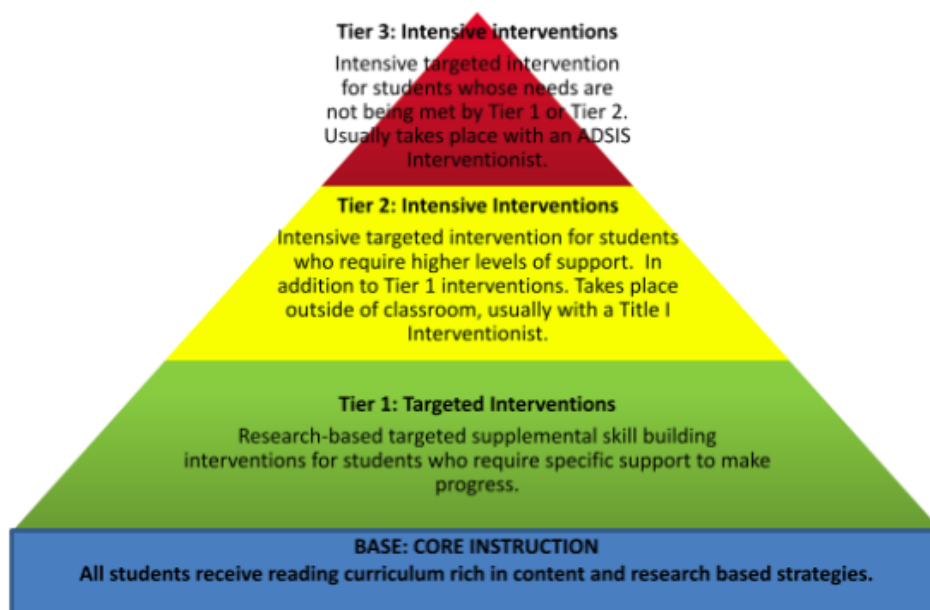 Tier 3: Intensive interventions
Intensive targeted intervention
for students whose needs are
not being met by Tier 1 or Tier 2.
Usually takes place with an ADSIS
Interventionist.
Tier 2: Intensive Interventions
Intensive targeted intervention for students
who require higher levels of support. In
addition to Tier 1 interventions. Takes place
outside of classroom, usually with a Title I
Interventionist.
Tier 1: Targeted Interventions
Research-based targeted supplemental skill building
interventions for students who require specific support to make
progress.
BASE: CORE INSTRUCTION
All students receive reading curriculum rich in content and research based strategies.